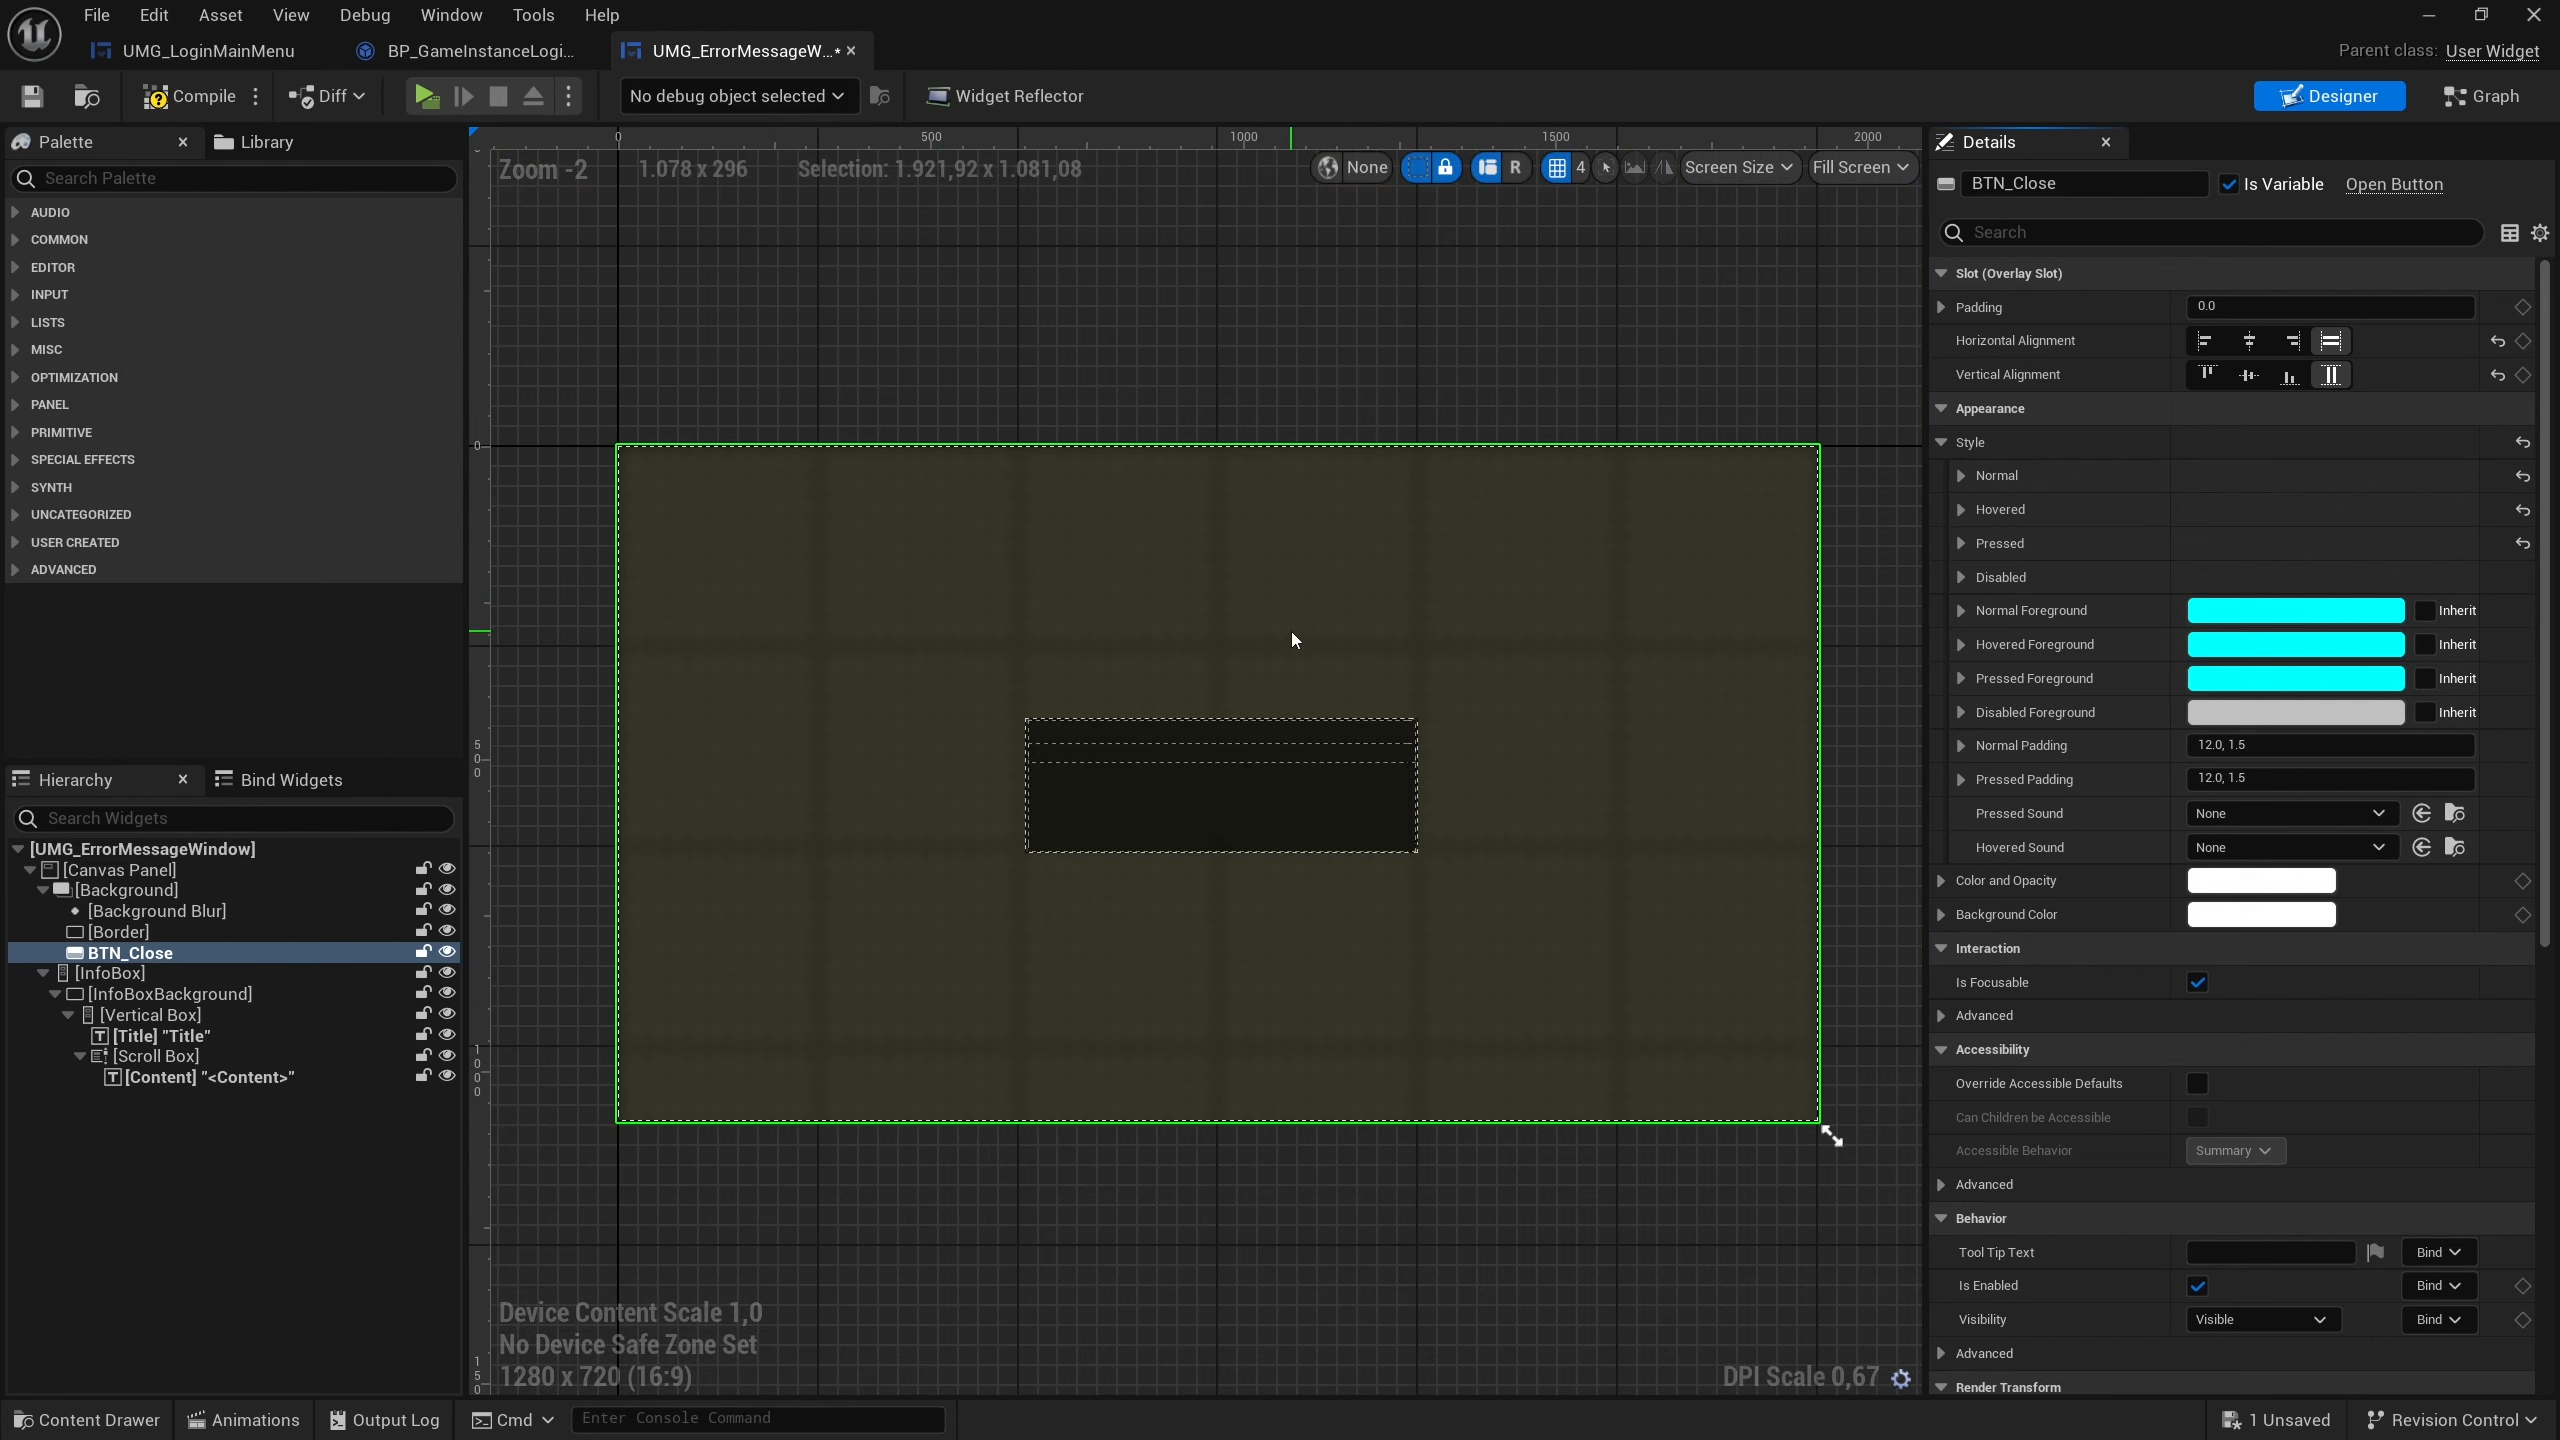 File Edit Asset View Debug Window Tools Help
UMG_LoginMainMenu BP_GameInstanceLogi... UMG_ErrorMessageW...•
Parent class: User Widget
Compile Diff No debug object selected Widget Reflector Designer Graph
Palette Library
Search Palette
AUDIO
COMMON
EDITOR
INPUT
LISTS
MISC
OPTIMIZATION
PANEL
PRIMITIVE
SPECIAL EFFECTS
SYNTH
UNCATEGORIZED
USER CREATED
ADVANCED
Hierarchy Bind Widgets
Search Widgets
[UMG_ErrorMessageWindow]
[Canvas Panel]
[Background]
[Background Blur]
[Border]
BTN_Close
[InfoBox]
[InfoBoxBackground]
[Vertical Box]
[Title] "Title"
[Scroll Box]
[Content] "<Content>"
0 500 1000 1500 2000
Zoom -2 1.078 x 296 Selection: 1.921,92 x 1.081,08 None R 4 Screen Size Fill Screen
0
5
0
0
1
0
0
0
1
5
0
Device Content Scale 1,0
No Device Safe Zone Set
1280 x 720 (16:9)
DPI Scale 0,67
Details
BTN_Close Is Variable Open Button
Search
Slot (Overlay Slot)
Padding 0.0
Horizontal Alignment
Vertical Alignment
Appearance
Style
Normal
Hovered
Pressed
Disabled
Normal Foreground Inherit
Hovered Foreground Inherit
Pressed Foreground Inherit
Disabled Foreground Inherit
Normal Padding 12.0, 1.5
Pressed Padding 12.0, 1.5
Pressed Sound None
Hovered Sound None
Color and Opacity
Background Color
Interaction
Is Focusable
Advanced
Accessibility
Override Accessible Defaults
Can Children be Accessible
Accessible Behavior Summary
Advanced
Behavior
Tool Tip Text Bind
Is Enabled Bind
Visibility Visible Bind
Advanced
Render Transform
Content Drawer Animations Output Log Cmd Enter Console Command 1 Unsaved Revision Control